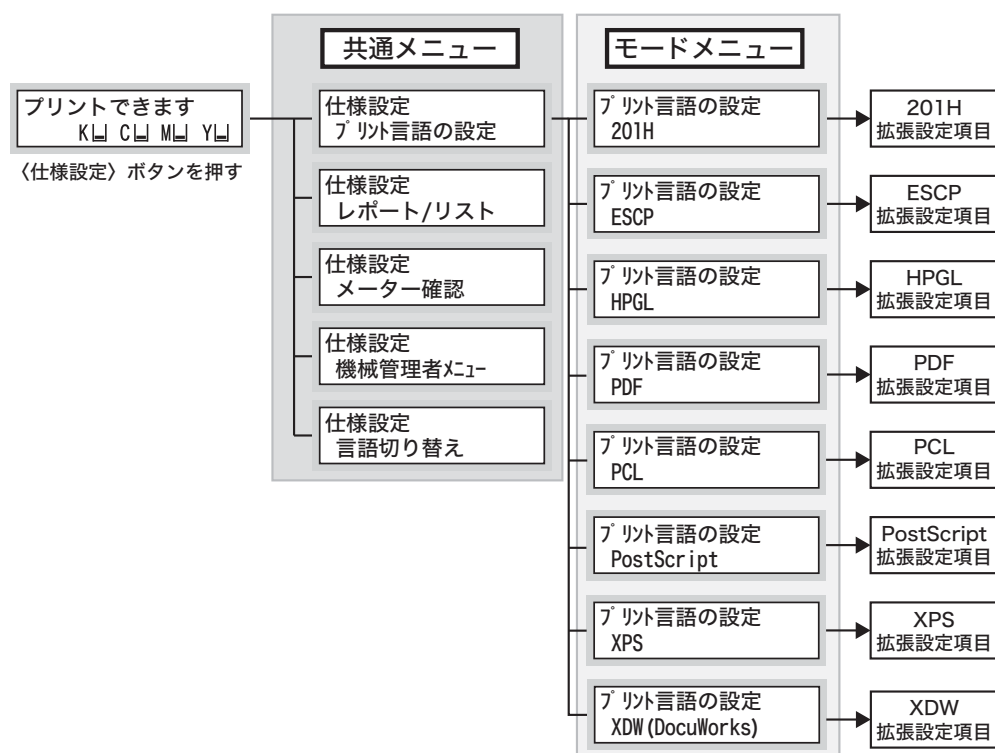 共通メニュー
モードメニュー
プリントできます
K C M Y
〈仕様設定〉ボタンを押す
仕様設定
ﾌﾟﾘﾝﾄ言語の設定
仕様設定
レポート/リスト
仕様設定
メーター確認
仕様設定
機械管理者ﾒﾆｭｰ
仕様設定
言語切り替え
ﾌﾟﾘﾝﾄ言語の設定
201H
ﾌﾟﾘﾝﾄ言語の設定
ESCP
ﾌﾟﾘﾝﾄ言語の設定
HPGL
ﾌﾟﾘﾝﾄ言語の設定
PDF
ﾌﾟﾘﾝﾄ言語の設定
PCL
ﾌﾟﾘﾝﾄ言語の設定
PostScript
ﾌﾟﾘﾝﾄ言語の設定
XPS
ﾌﾟﾘﾝﾄ言語の設定
XDW(DocuWorks)
201H
拡張設定項目
ESCP
拡張設定項目
HPGL
拡張設定項目
PDF
拡張設定項目
PCL
拡張設定項目
PostScript
拡張設定項目
XPS
拡張設定項目
XDW
拡張設定項目